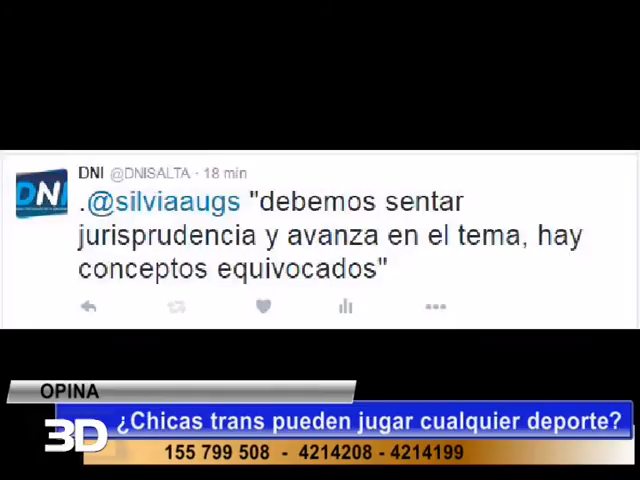 DNI
DNI @DNISALTA · 18 min
.@silviaaugs "debemos sentar
jurisprudencia y avanza en el tema, hay
conceptos equivocados"
OPINA
3D
¿Chicas trans pueden jugar cualquier deporte?
155 799 508 - 4214208 - 4214199